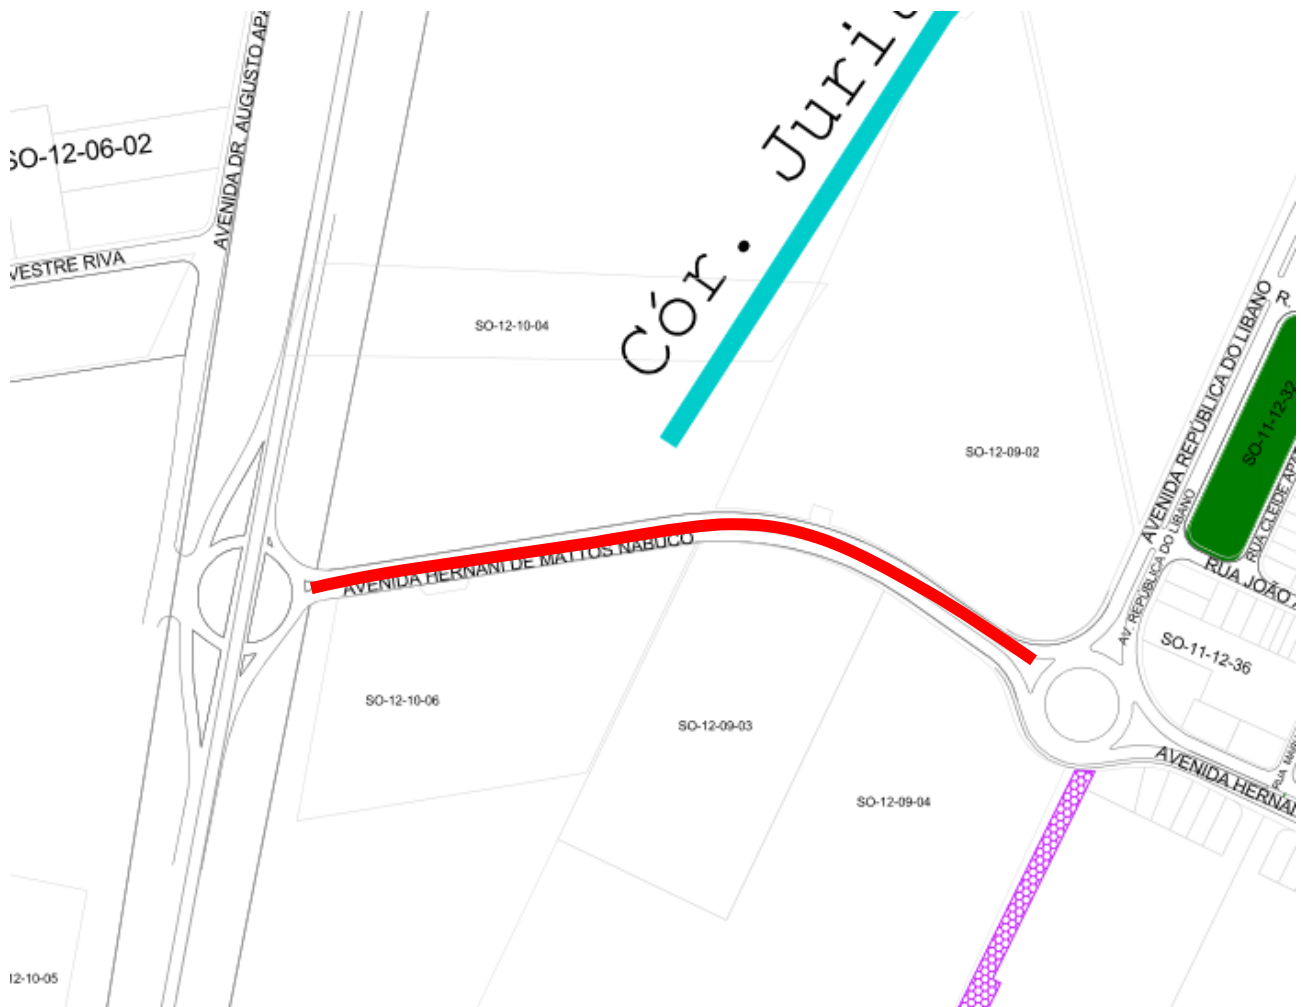 AVENIDA DR. AUGUSTO APA
SO-12-06-02
VESTRE RIVA
Cór. Juri
SO-12-10-04
SO-12-09-02
AVENIDA REPÚBLICA DO LIBANO
R.
SO-11-12-32
AV. REPÚBLICA DO LIBANO
RUA CLEIDE APA
RUA JOÃO
AVENIDA HERNANI DE MATTOS NABUCO
SO-11-12-36
SO-12-10-06
SO-12-09-03
AVENIDA HERNA
RUA MARI
SO-12-09-04
12-10-05